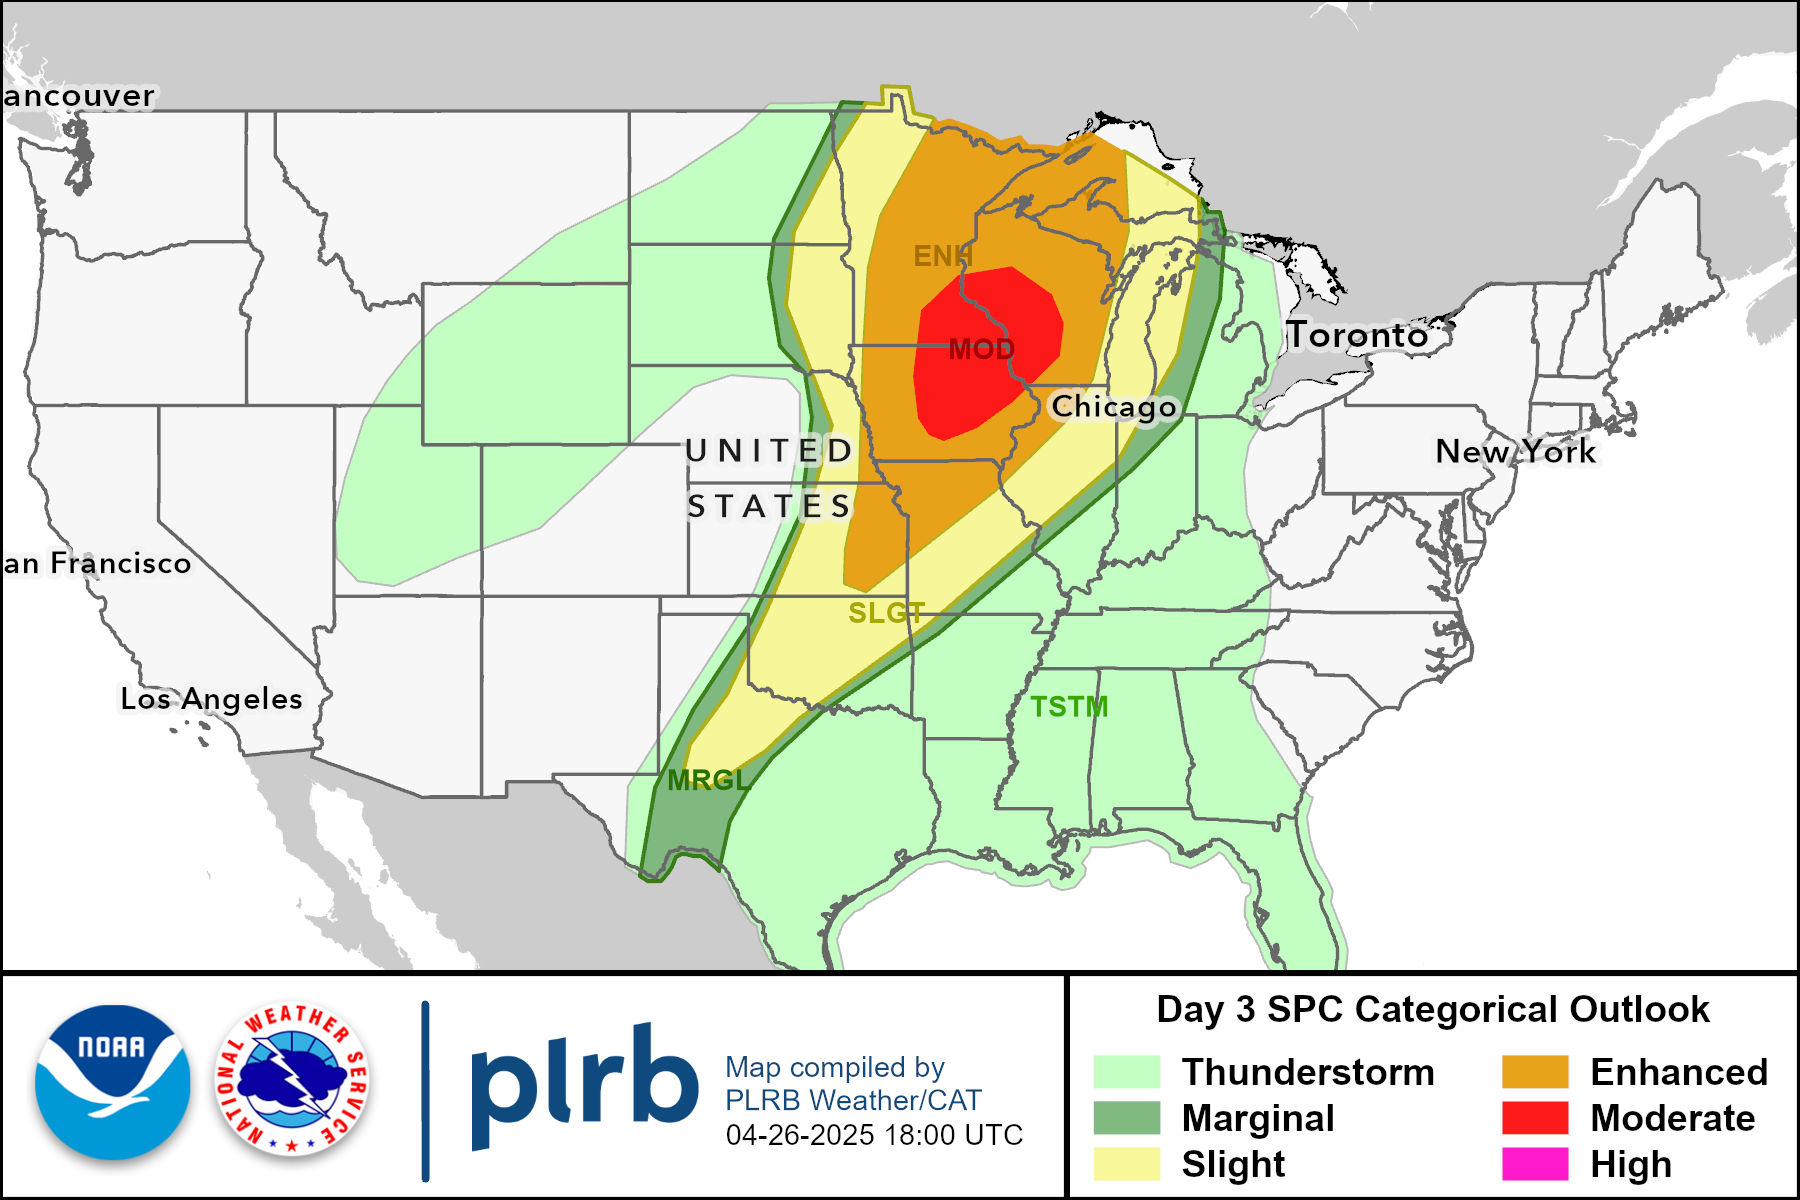 ancouver
ENH
MOD
Toronto
Chicago
UNITED
STATES
New York
an Francisco
SLGT
Los Angeles
TSTM
MRGL
NOAA
NATIONAL WEATHER SERVICE
plrb
Map compiled by
PLRB Weather/CAT
04-26-2025 18:00 UTC
Day 3 SPC Categorical Outlook
Thunderstorm
Marginal
Slight
Enhanced
Moderate
High